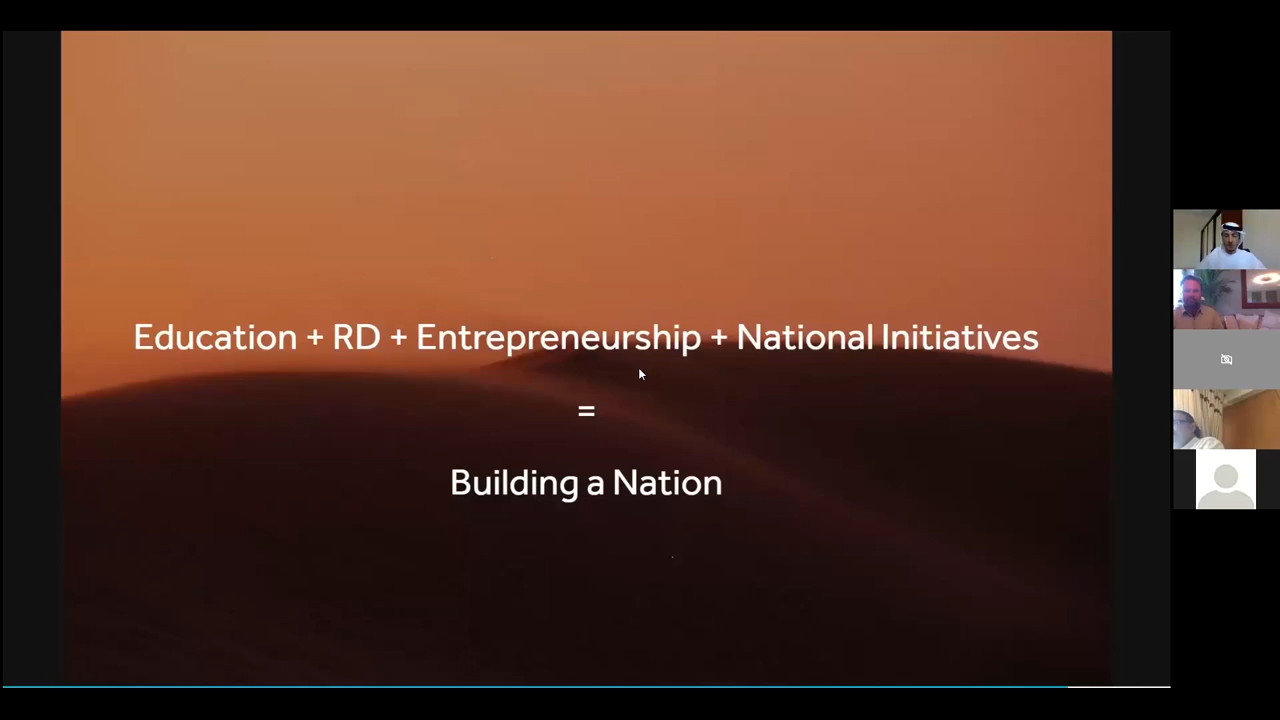 Education + RD + Entrepreneurship + National Initiatives
=
Building a Nation